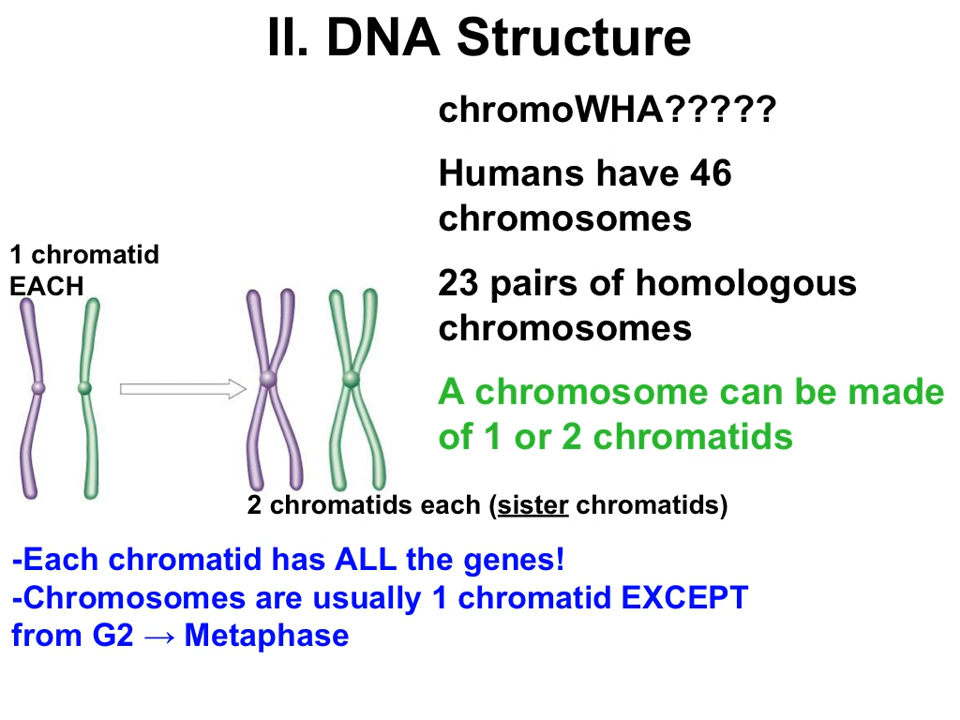 II. DNA Structure
chromoWHA?????
Humans have 46
chromosomes
23 pairs of homologous
chromosomes
A chromosome can be made
of 1 or 2 chromatids
1 chromatid
EACH
2 chromatids each (sister chromatids)
-Each chromatid has ALL the genes!
-Chromosomes are usually 1 chromatid EXCEPT
from G2 → Metaphase